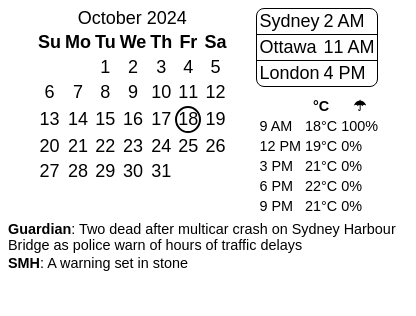 October 2024
Su Mo Tu We Th Fr Sa
1 2 3 4 5
6 7 8 9 10 11 12
13 14 15 16 17 18 19
20 21 22 23 24 25 26
27 28 29 30 31
Sydney 2 AM
Ottawa 11 AM
London 4 PM
°C ☂
9 AM 18°C 100%
12 PM 19°C 0%
3 PM 21°C 0%
6 PM 22°C 0%
9 PM 21°C 0%
Guardian: Two dead after multicar crash on Sydney Harbour
Bridge as police warn of hours of traffic delays
SMH: A warning set in stone